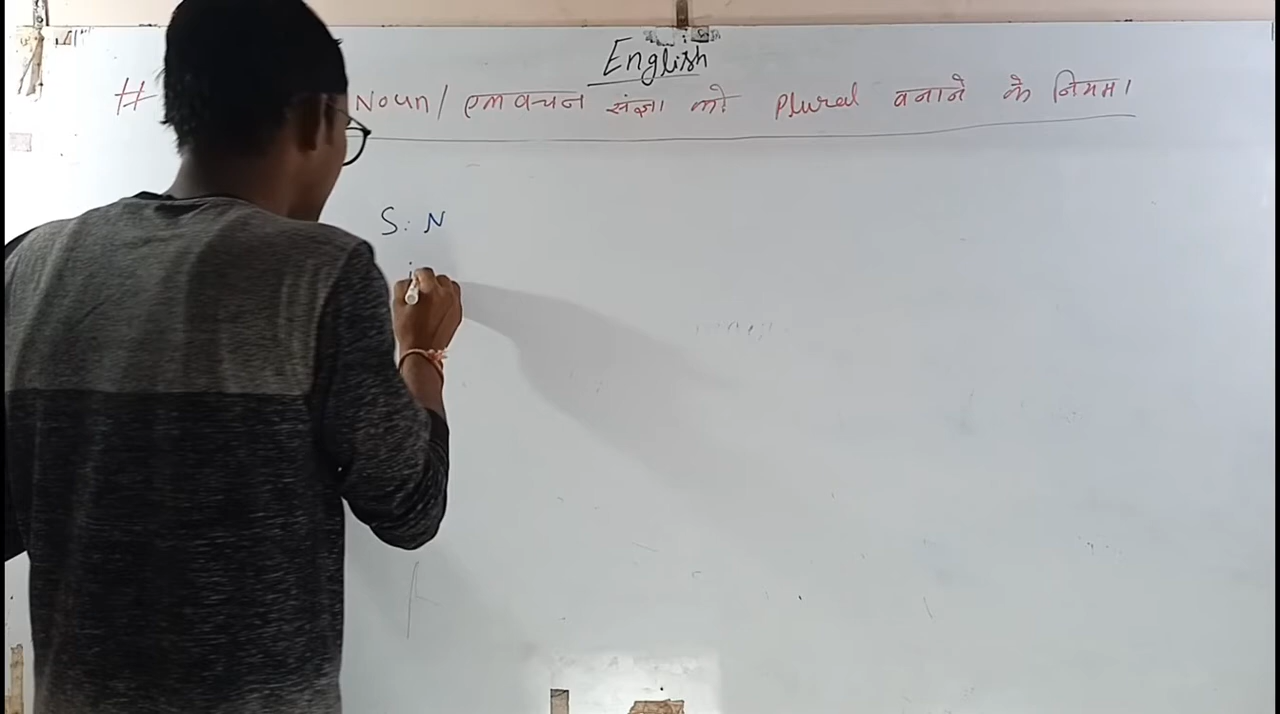 English
# Noun / एकवचन संज्ञा को Plural बनाने के नियम।
S: N